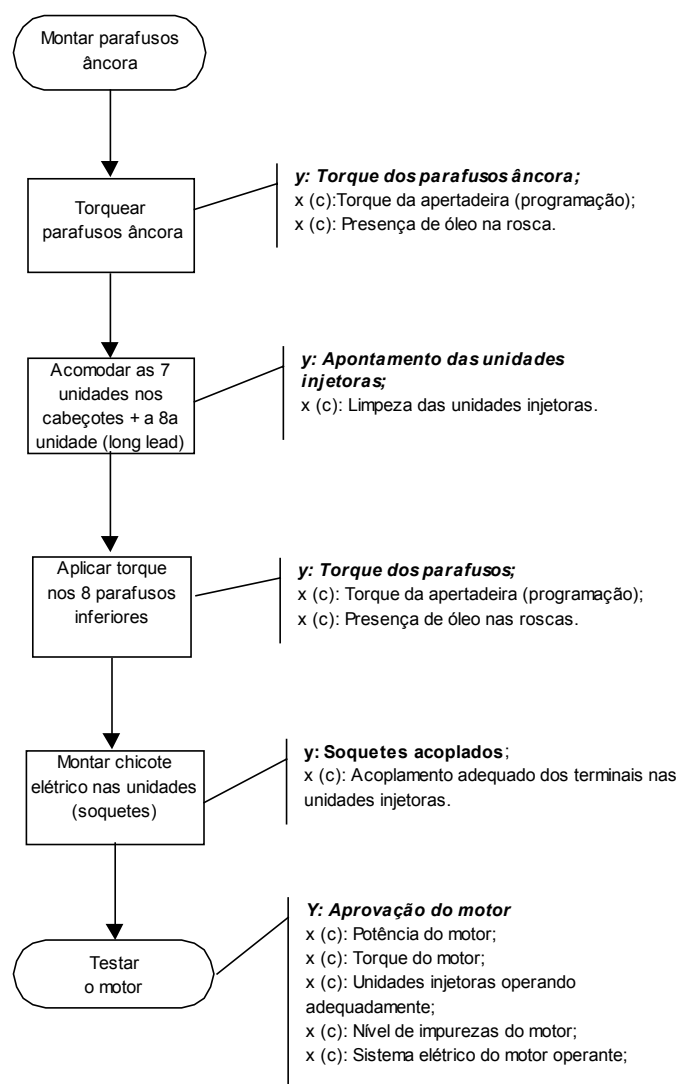 Montar parafusos
âncora
Torquear
parafusos âncora
y: Torque dos parafusos âncora;
x (c):Torque da apertadeira (programação);
x (c): Presença de óleo na rosca.
Acomodar as 7
unidades nos
cabeçotes + a 8a
unidade (long lead)
y: Apontamento das unidades
injetoras;
x (c): Limpeza das unidades injetoras.
Aplicar torque
nos 8 parafusos
inferiores
y: Torque dos parafusos;
x (c): Torque da apertadeira (programação);
x (c): Presença de óleo nas roscas.
Montar chicote
elétrico nas unidades
(soquetes)
y: Soquetes acoplados;
x (c): Acoplamento adequado dos terminais nas
unidades injetoras.
Testar
o motor
Y: Aprovação do motor
x (c): Potência do motor;
x (c): Torque do motor;
x (c): Unidades injetoras operando
adequadamente;
x (c): Nível de impurezas do motor;
x (c): Sistema elétrico do motor operante;